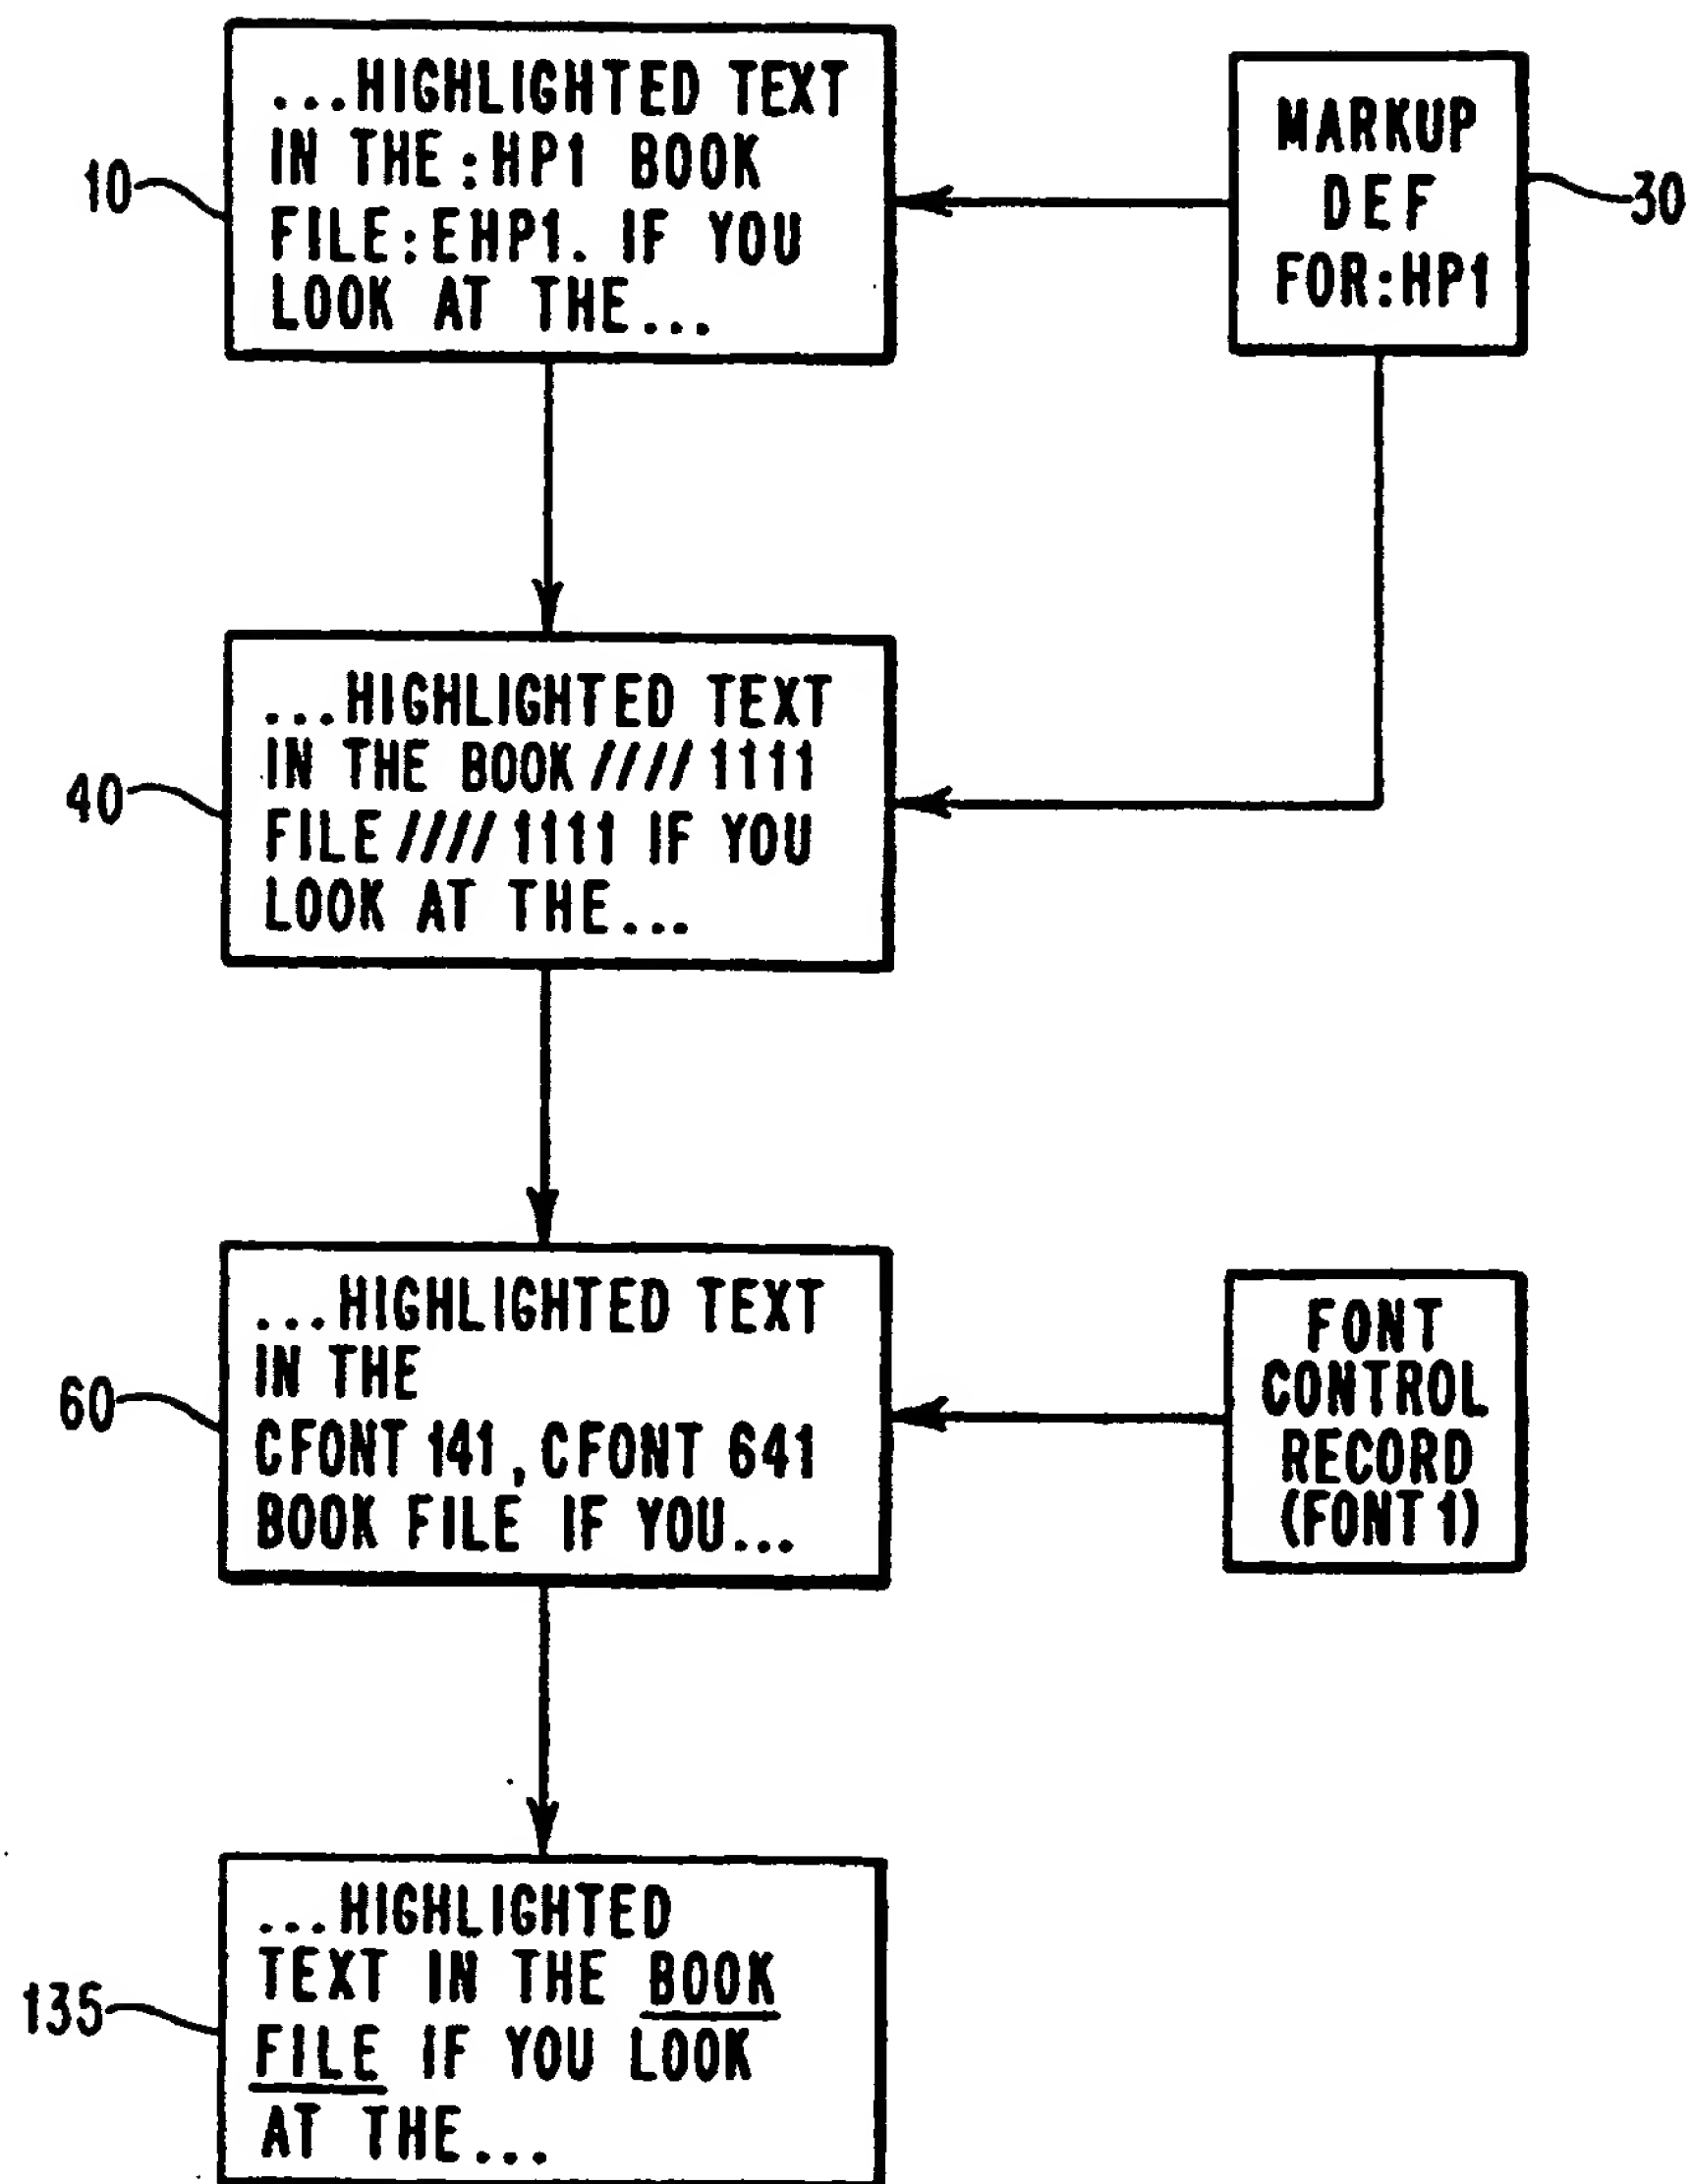 ...HIGHLIGHTED TEXT
IN THE :HP1 BOOK
FILE:EHP1. IF YOU
LOOK AT THE...
10
MARKUP
DEF
FOR:HP1
30
...HIGHLIGHTED TEXT
IN THE BOOK //// 1111
FILE //// 1111 IF YOU
LOOK AT THE...
40
...HIGHLIGHTED TEXT
IN THE
CFONT 141, CFONT 641
BOOK FILE IF YOU...
60
FONT
CONTROL
RECORD
(FONT 1)
...HIGHLIGHTED
TEXT IN THE BOOK
FILE IF YOU LOOK
AT THE...
135